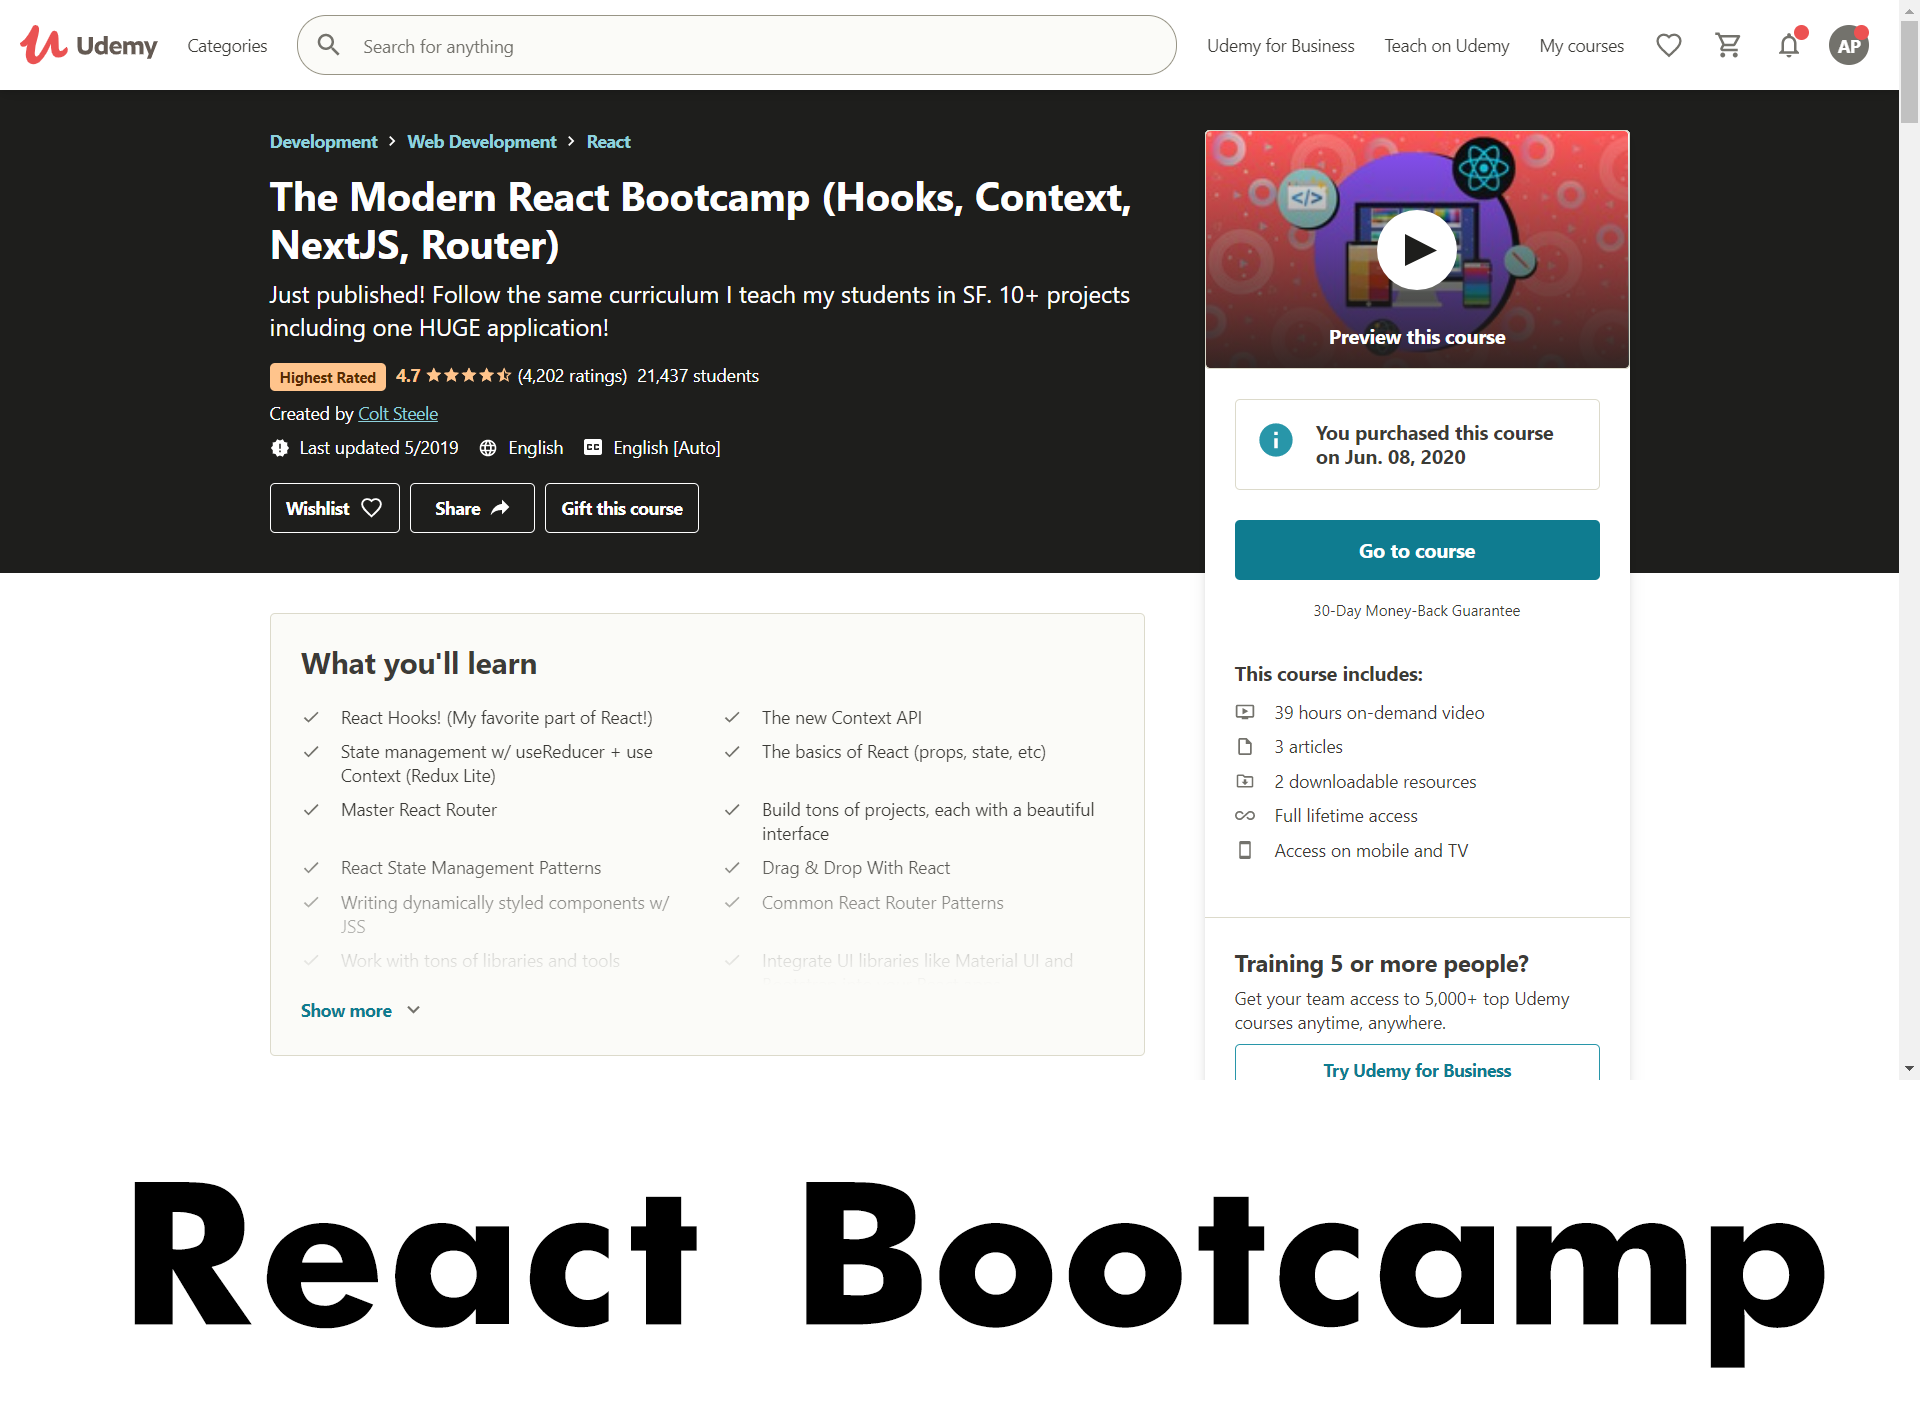 Udemy
Categories
Search for anything
Udemy for Business
Teach on Udemy
My courses
AP
Development > Web Development > React
The Modern React Bootcamp (Hooks, Context,
NextJS, Router)
Just published! Follow the same curriculum I teach my students in SF. 10+ projects
including one HUGE application!
Highest Rated 4.7 (4,202 ratings) 21,437 students
Created by Colt Steele
Last updated 5/2019 English CC English [Auto]
Wishlist
Share
Gift this course
</>
Preview this course
You purchased this course
on Jun. 08, 2020
Go to course
30-Day Money-Back Guarantee
This course includes:
39 hours on-demand video
3 articles
2 downloadable resources
Full lifetime access
Access on mobile and TV
Training 5 or more people?
Get your team access to 5,000+ top Udemy
courses anytime, anywhere.
Try Udemy for Business
What you'll learn
React Hooks! (My favorite part of React!)
The new Context API
State management w/ useReducer + use
Context (Redux Lite)
The basics of React (props, state, etc)
Master React Router
Build tons of projects, each with a beautiful
interface
React State Management Patterns
Drag & Drop With React
Writing dynamically styled components w/
JSS
Common React Router Patterns
Work with tons of libraries and tools
Integrate UI libraries like Material UI and
Show more
React Bootcamp